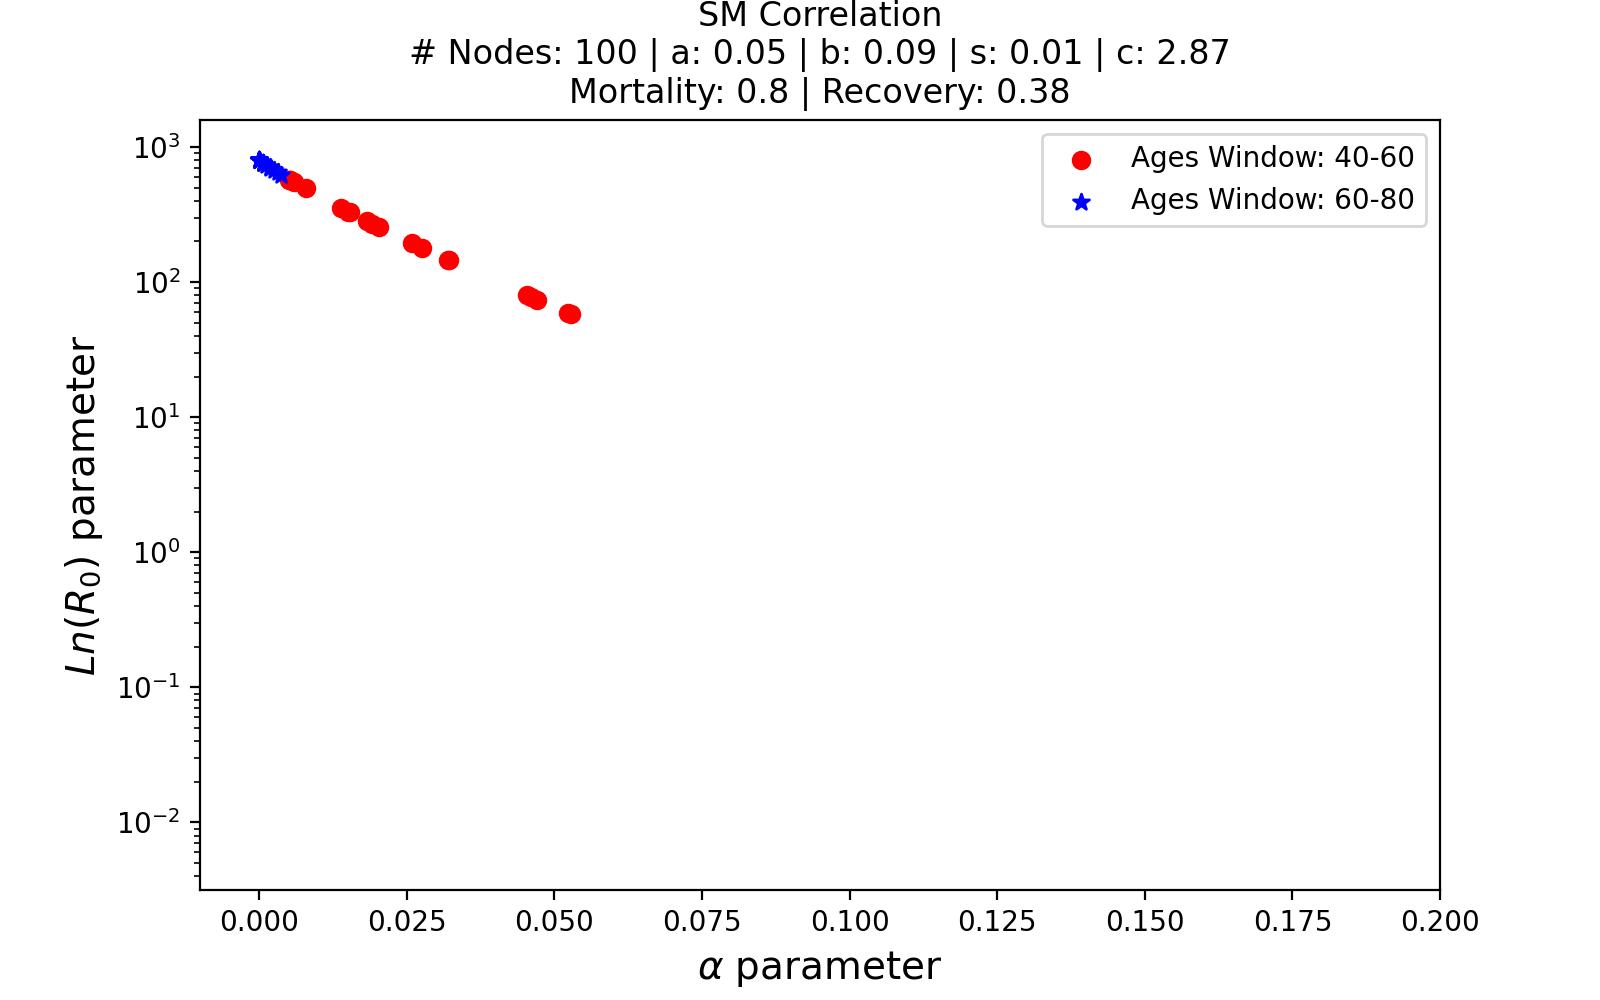 SM Correlation
# Nodes: 100 | a: 0.05 | b: 0.09 | s: 0.01 | c: 2.87
Mortality: 0.8 | Recovery: 0.38
Ages Window: 40-60
Ages Window: 60-80
10³
10²
10¹
10⁰
10⁻¹
10⁻²
Ln(R₀) parameter
0.000 0.025 0.050 0.075 0.100 0.125 0.150 0.175 0.200
α parameter